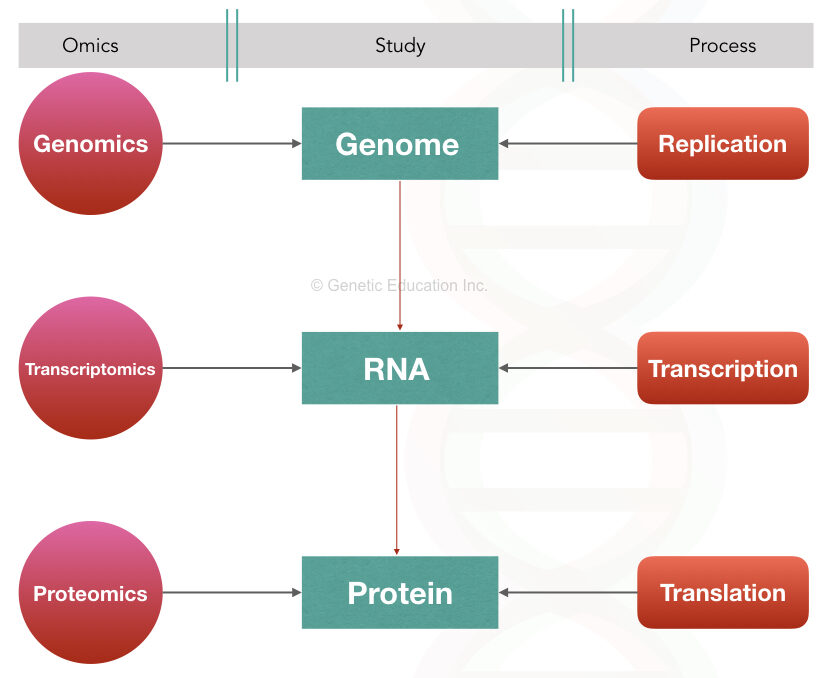 Omics
Study
Process
Genomics
Genome
Replication
© Genetic Education Inc.
Transcriptomics
RNA
Transcription
Proteomics
Protein
Translation